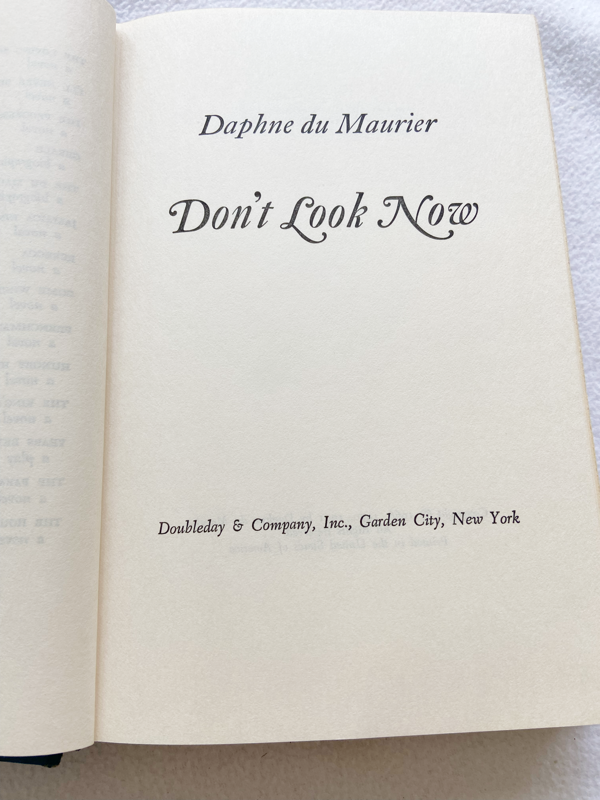 Daphne du Maurier
Don't Look Now
Doubleday & Company, Inc., Garden City, New York